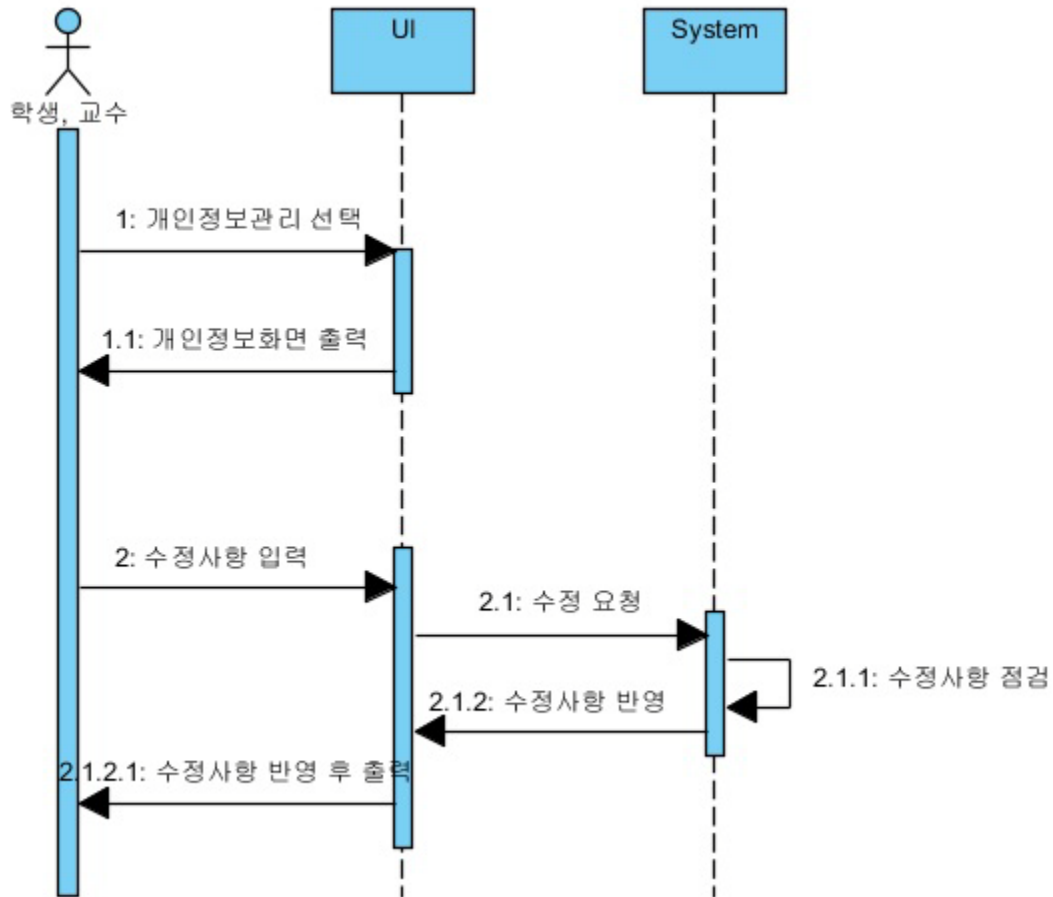 UI
System
학생, 교수
1: 개인정보관리 선택
1.1: 개인정보화면 출력
2: 수정사항 입력
2.1: 수정 요청
2.1.1: 수정사항 점검
2.1.2: 수정사항 반영
2.1.2.1: 수정사항 반영 후 출력